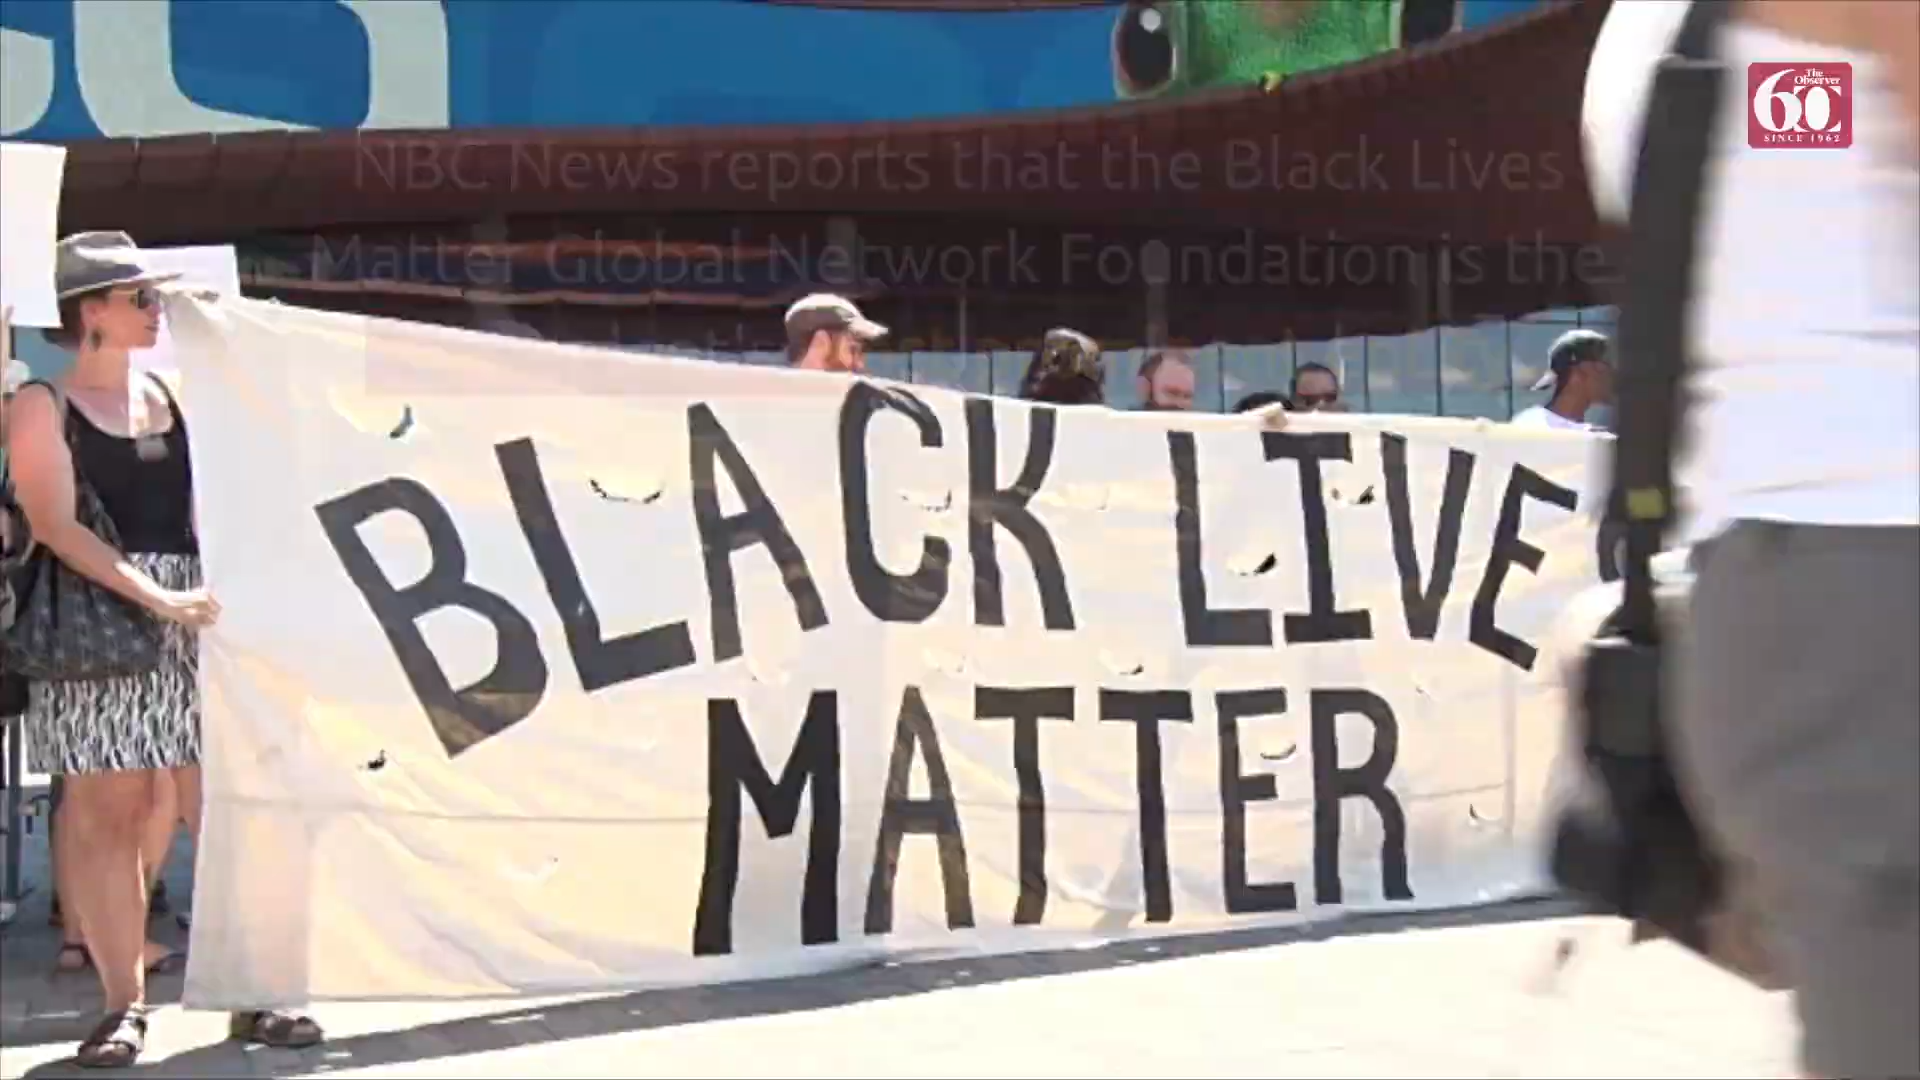 The
Observer
60
SINCE 1962
NBC News reports that the Black Lives
Matter Global Network Foundation is the
BLACK LIVE
MATTER